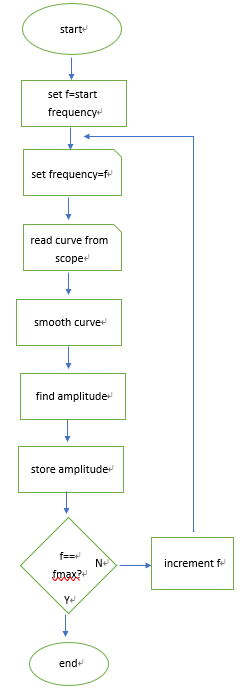 start
set f=start
frequency
set frequency=f
read curve from
scope
smooth curve
find amplitude
store amplitude
f==
fmax?
N
Y
increment f
end